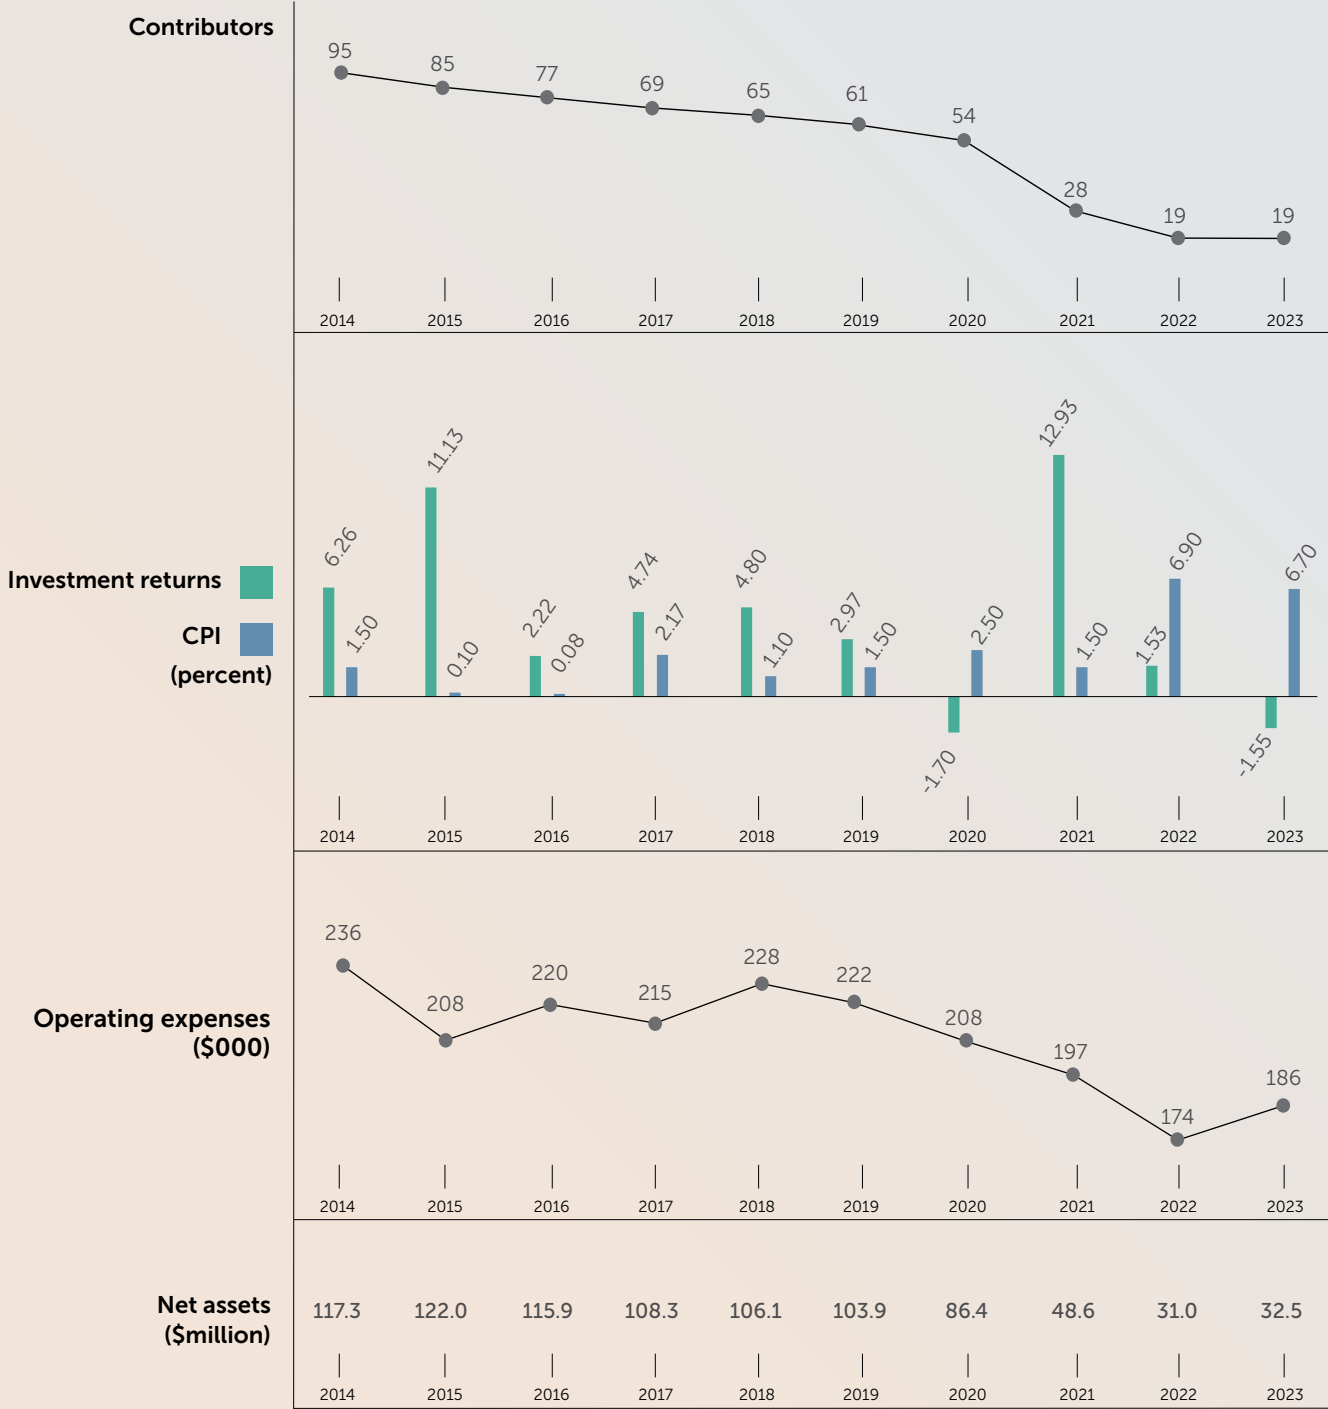 Contributors
95 85 77 69 65 61 54 28 19 19
2014 2015 2016 2017 2018 2019 2020 2021 2022 2023
Investment returns
CPI
(percent)
6.26 1.50 11.13 0.10 2.22 0.08 4.74 2.17 4.80 1.10 2.97 1.50 -1.70 2.50 12.93 1.50 1.53 6.90 -1.55 6.70
2014 2015 2016 2017 2018 2019 2020 2021 2022 2023
Operating expenses
($000)
236 208 220 215 228 222 208 197 174 186
2014 2015 2016 2017 2018 2019 2020 2021 2022 2023
Net assets
($million)
117.3 122.0 115.9 108.3 106.1 103.9 86.4 48.6 31.0 32.5
2014 2015 2016 2017 2018 2019 2020 2021 2022 2023